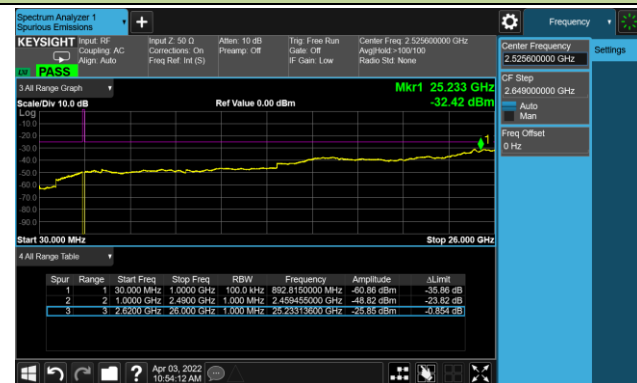 Spectrum Analyzer 1
Spurious Emissions
+
Frequency
KEYSIGHT
Input: RF
Coupling: AC
Align: Auto
Input Z: 50 Ω
Corrections: On
Freq Ref: Int (S)
Atten: 10 dB
Preamp: Off
Trig: Free Run
Gate: Off
IF Gain: Low
Center Freq: 2.525600000 GHz
Avg|Hold:>100/100
Radio Std: None
PASS
Center Frequency
2.525600000 GHz
Settings
CF Step
2.649000000 GHz
Auto
Man
Freq Offset
0 Hz
3 All Range Graph
Mkr1 25.233 GHz
Scale/Div 10.0 dB
Ref Value 0.00 dBm
-32.42 dBm
Log
-10.0
-20.0
-30.0
-40.0
-50.0
-60.0
-70.0
-80.0
-90.0
1
Start 30.000 MHz
Stop 26.000 GHz
4 All Range Table
Spur Range Start Freq Stop Freq RBW Frequency Amplitude ΔLimit
1 1 30.000 MHz 1.0000 GHz 100.0 kHz 892.8150000 MHz -60.86 dBm -35.86 dB
2 2 1.0000 GHz 2.4900 GHz 1.000 MHz 2.459455000 GHz -48.82 dBm -23.82 dB
3 3 2.6200 GHz 26.000 GHz 1.000 MHz 25.23313600 GHz -25.85 dBm -0.854 dB
?
Apr 03, 2022
10:54:12 AM